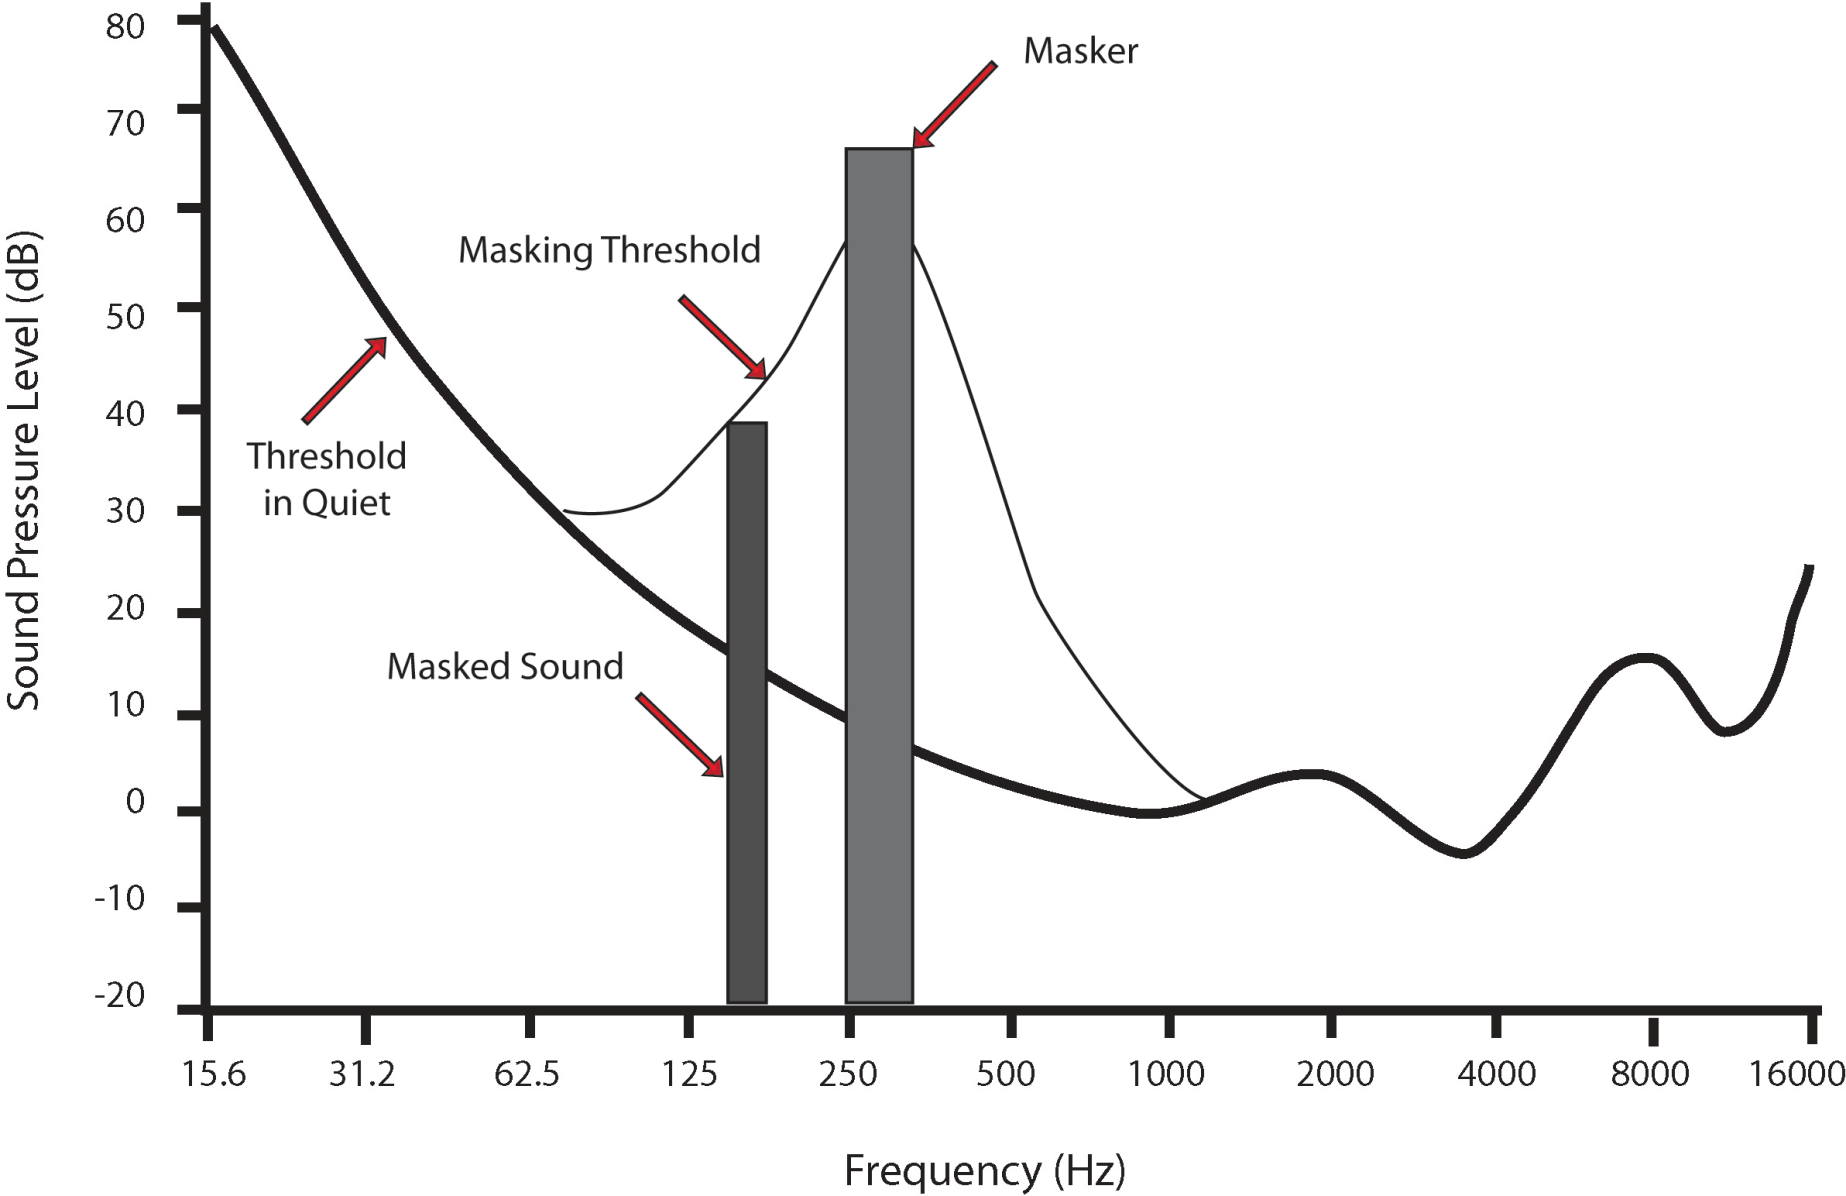 80
Masker
70
60
Masking Threshold
50
40
Threshold
in Quiet
30
20
Masked Sound
10
0
-10
-20
Sound Pressure Level (dB)
15.6 31.2 62.5 125 250 500 1000 2000 4000 8000 16000
Frequency (Hz)